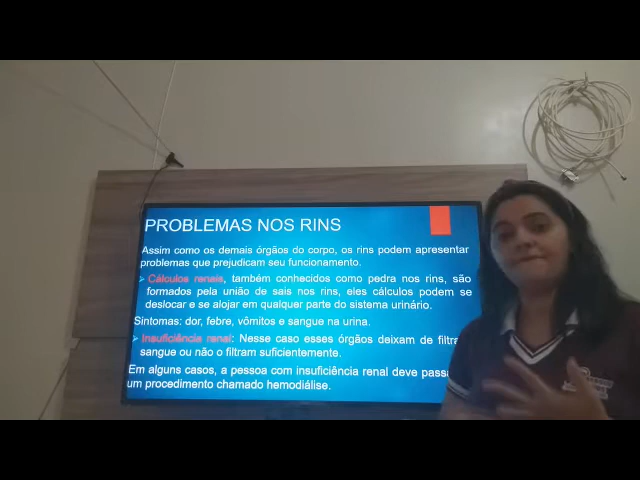 PROBLEMAS NOS RINS
Assim como os demais órgãos do corpo, os rins podem apresentar
problemas que prejudicam seu funcionamento.
Cálculos renais, também conhecidos como pedra nos rins, são
formados pela união de sais nos rins, eles cálculos podem se
deslocar e se alojar em qualquer parte do sistema urinário.
Sintomas: dor, febre, vômitos e sangue na urina.
Insuficiência renal: Nesse caso esses órgãos deixam de
sangue ou não o filtram suficientemente.
Em alguns casos, a pessoa com insuficiência renal deve
um procedimento chamado hemodiálise.